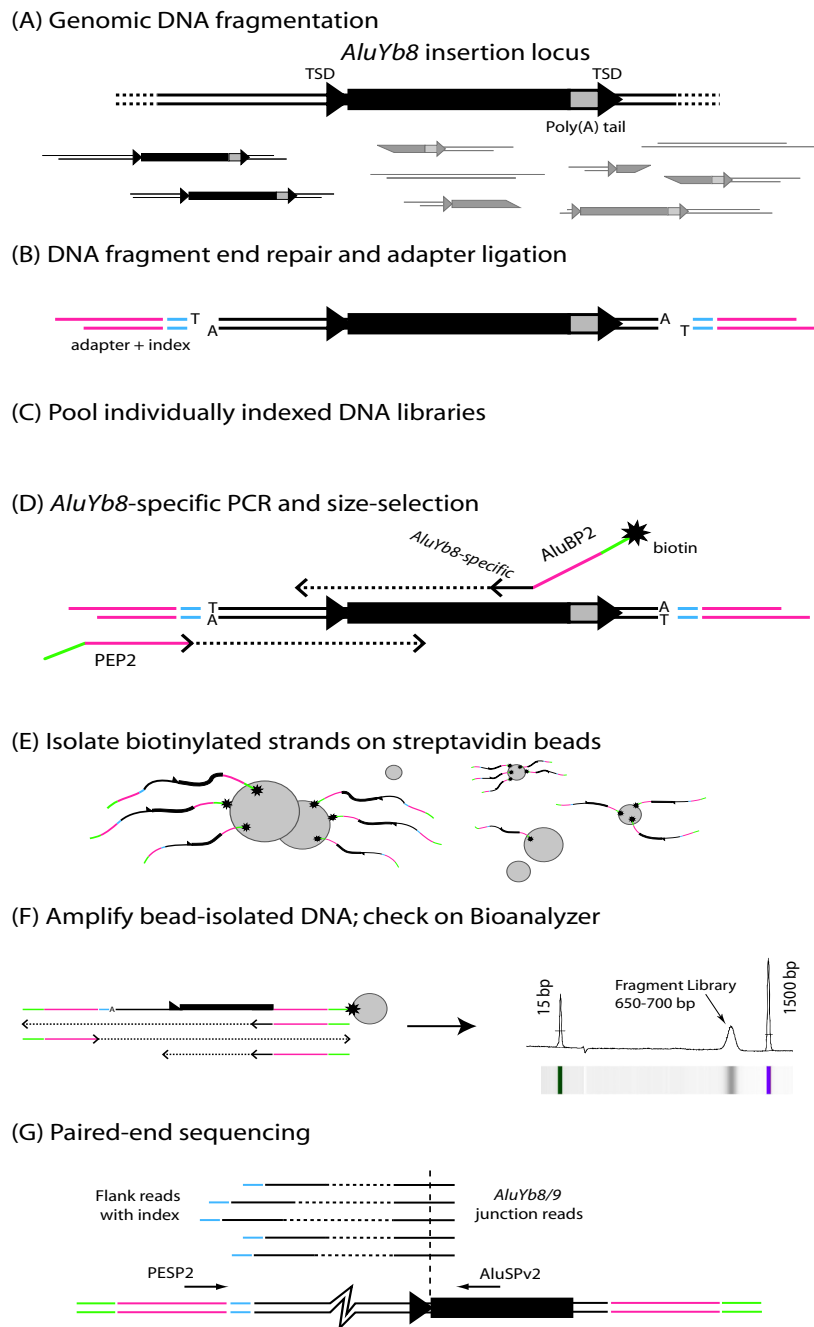 (A) Genomic DNA fragmentation
AluYb8 insertion locus
TSD
TSD
Poly(A) tail
(B) DNA fragment end repair and adapter ligation
T
A
A
T
adapter + index
(C) Pool individually indexed DNA libraries
(D) AluYb8-specific PCR and size-selection
AluYb8-specific
AluBP2
biotin
T
A
A
T
PEP2
(E) Isolate biotinylated strands on streptavidin beads
(F) Amplify bead-isolated DNA; check on Bioanalyzer
A
15 bp
Fragment Library
650-700 bp
1500 bp
(G) Paired-end sequencing
Flank reads
with index
AluYb8/9
junction reads
PESP2
AluSPv2